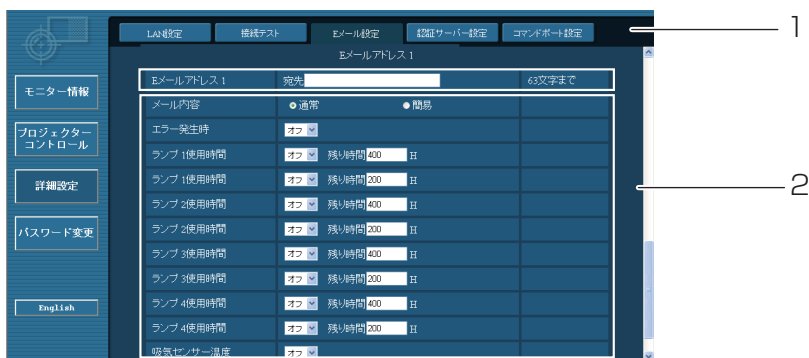 LAN設定 接続テスト Eメール設定 認証サーバー設定 コマンドポート設定 1
Eメールアドレス 1
Eメールアドレス 1 宛先 63文字まで
モニター情報
プロジェクター
コントロール
詳細設定
パスワード変更
English
メール内容 通常 簡易
エラー発生時 オフ
ランプ 1使用時間 オフ 残り時間 400 H
ランプ 1使用時間 オフ 残り時間 200 H
2
ランプ 2使用時間 オフ 残り時間 400 H
ランプ 2使用時間 オフ 残り時間 200 H
ランプ 3使用時間 オフ 残り時間 400 H
ランプ 3使用時間 オフ 残り時間 200 H
ランプ 4使用時間 オフ 残り時間 400 H
ランプ 4使用時間 オフ 残り時間 200 H
吸気センサー温度 オフ